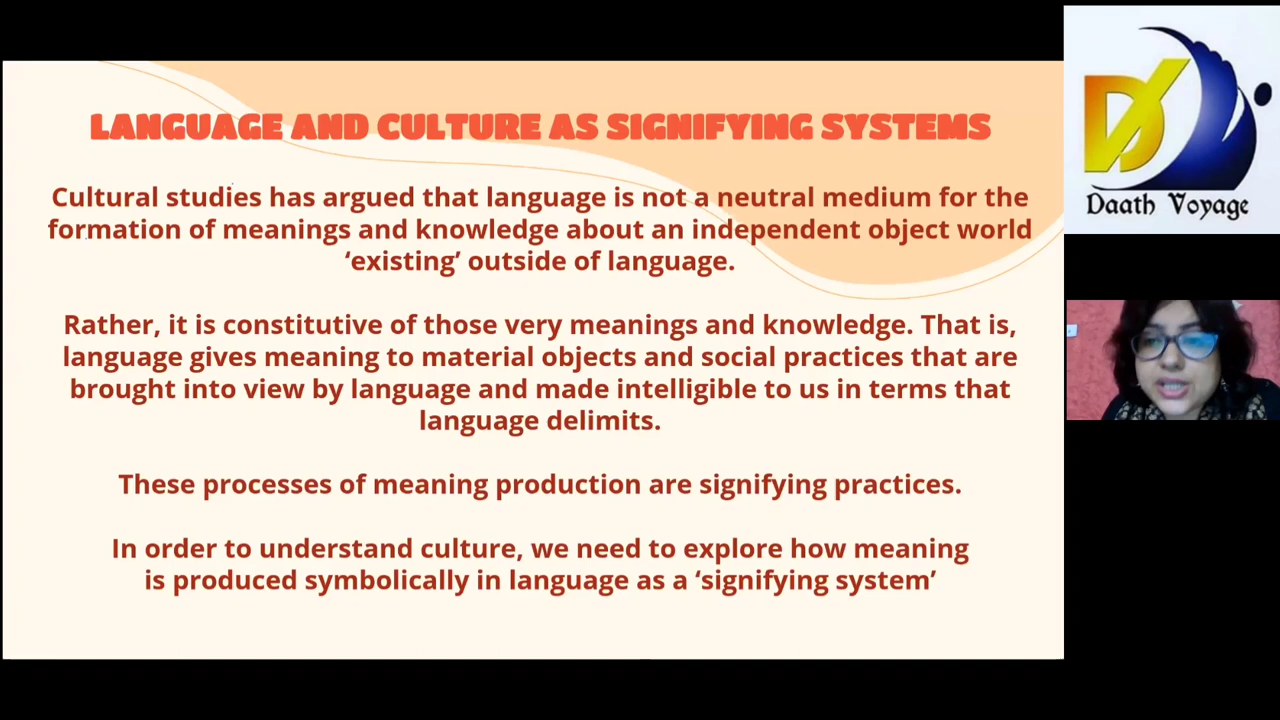 LANGUAGE AND CULTURE AS SIGNIFYING SYSTEMS
Cultural studies has argued that language is not a neutral medium for the
formation of meanings and knowledge about an independent object world
‘existing’ outside of language.
Rather, it is constitutive of those very meanings and knowledge. That is,
language gives meaning to material objects and social practices that are
brought into view by language and made intelligible to us in terms that
language delimits.
These processes of meaning production are signifying practices.
In order to understand culture, we need to explore how meaning
is produced symbolically in language as a ‘signifying system’
D
Daath Voyage